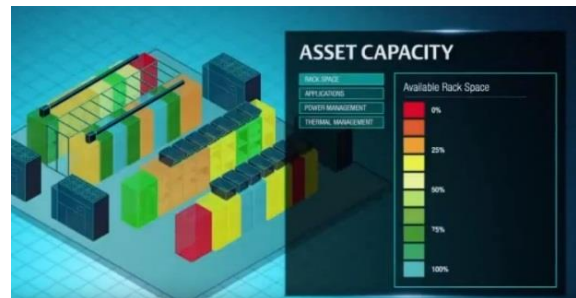 ASSET CAPACITY
RACK SPACE
APPLICATIONS
POWER MANAGEMENT
THERMAL MANAGEMENT
Available Rack Space
0%
25%
50%
75%
100%